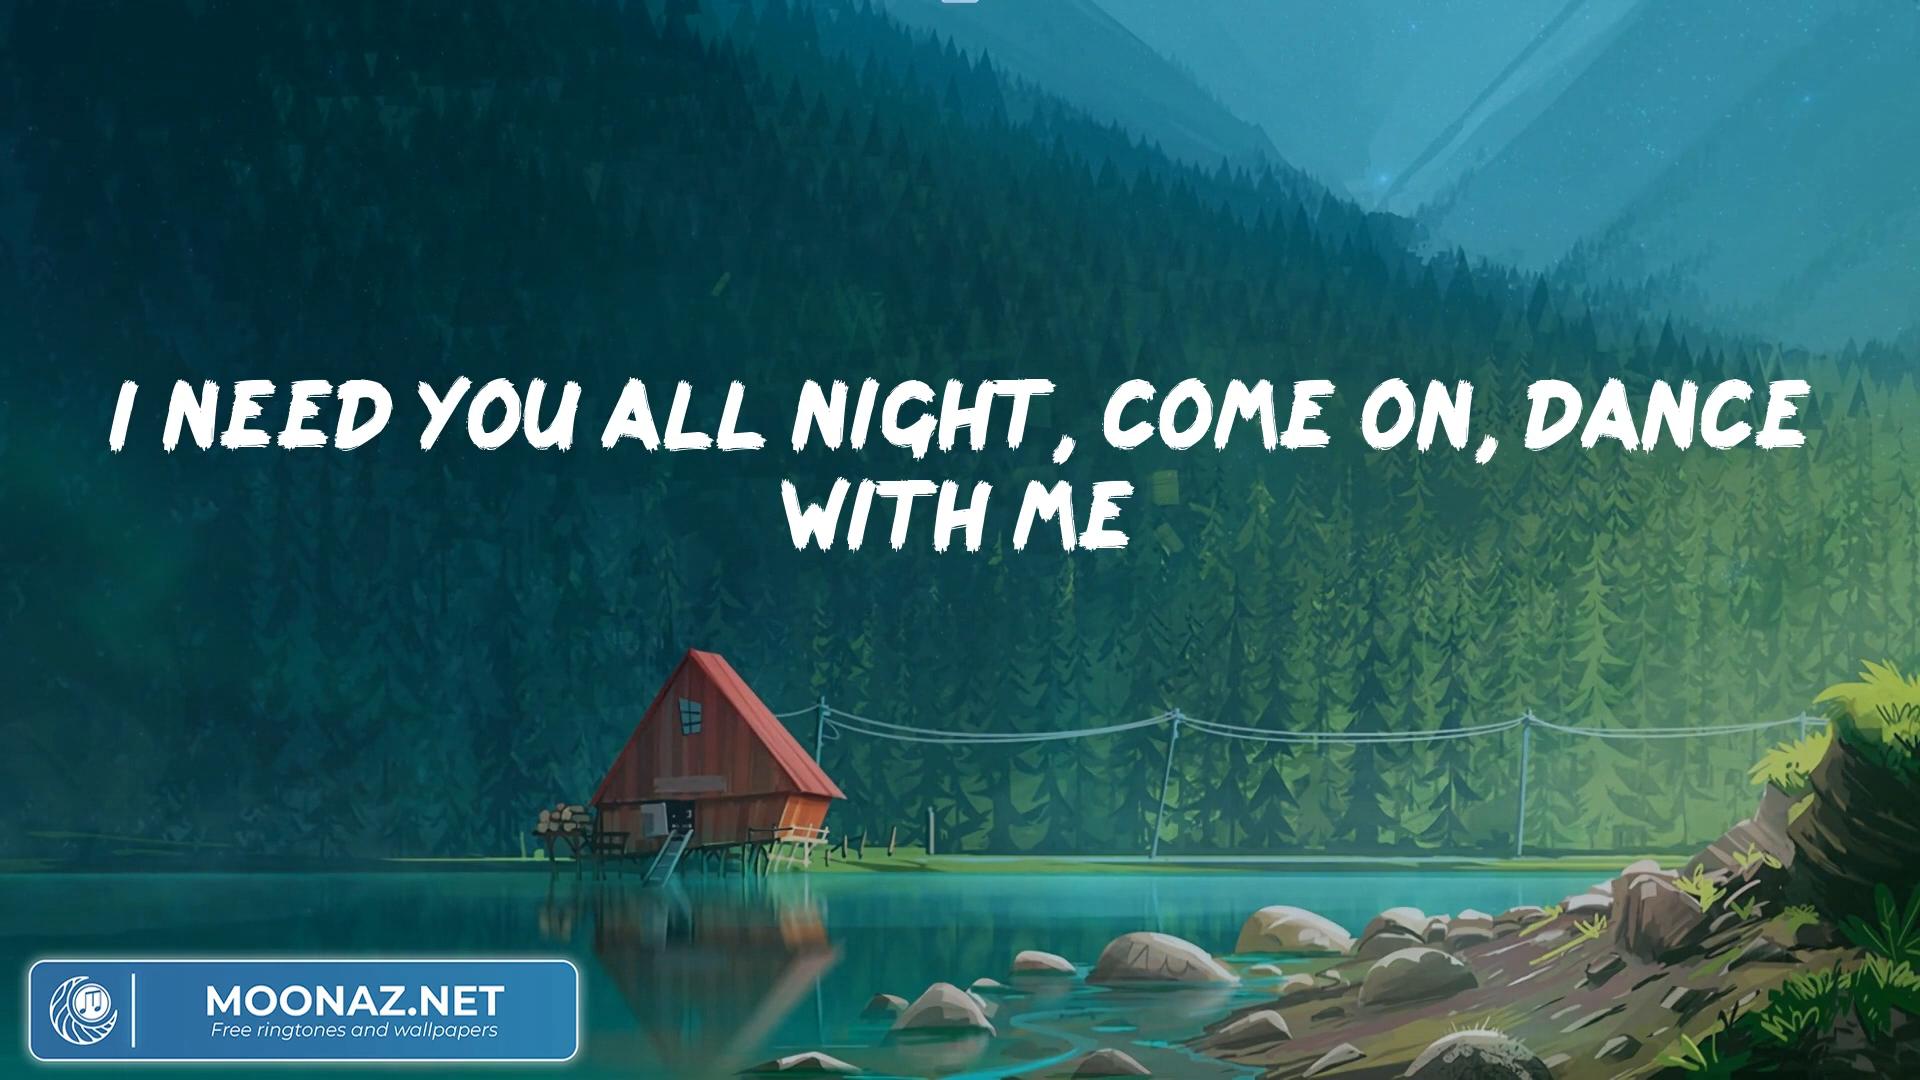 I NEED YOU ALL NIGHT, COME ON, DANCE
WITH ME
MOONAZ.NET
Free ringtones and wallpapers